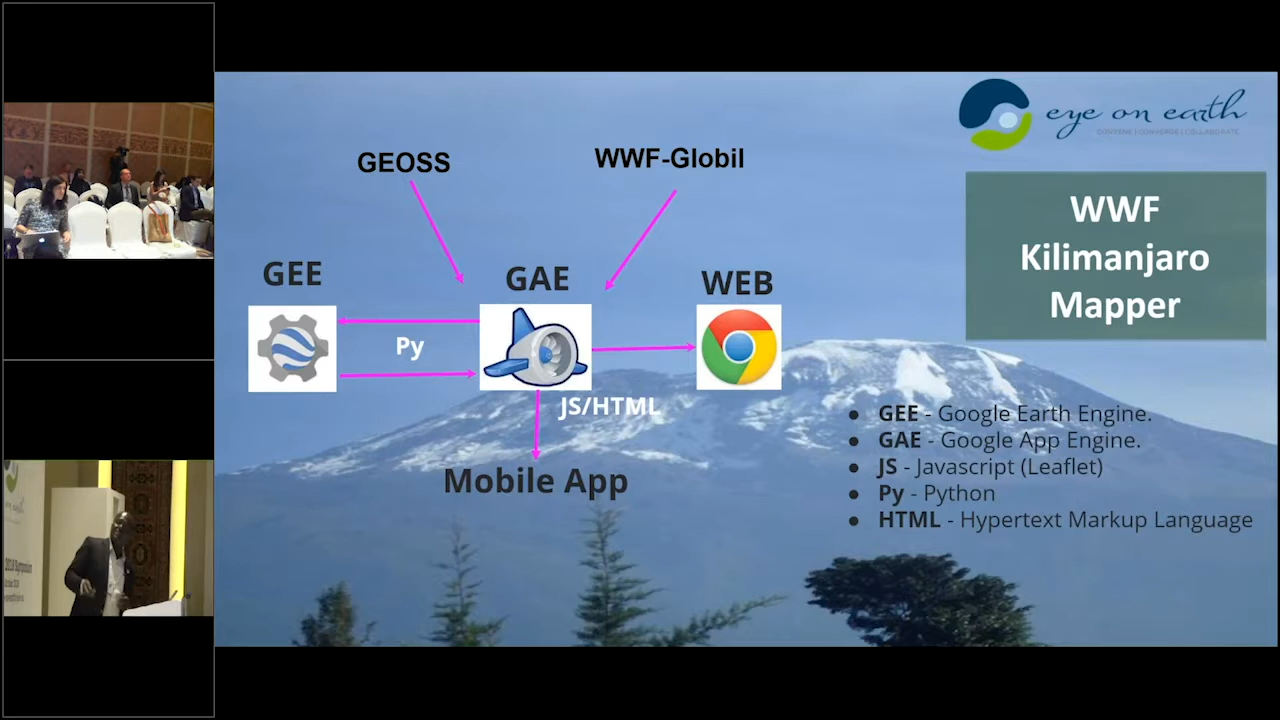 eye on earth
CONVENE | CONVERGE | COLLABORATE
GEOSS
WWF-Globil
WWF
Kilimanjaro
Mapper
GEE
GAE
WEB
Py
JS/HTML
Mobile App
● GEE - Google Earth Engine.
● GAE - Google App Engine.
● JS - Javascript (Leaflet)
● Py - Python
● HTML - Hypertext Markup Language
Symposium